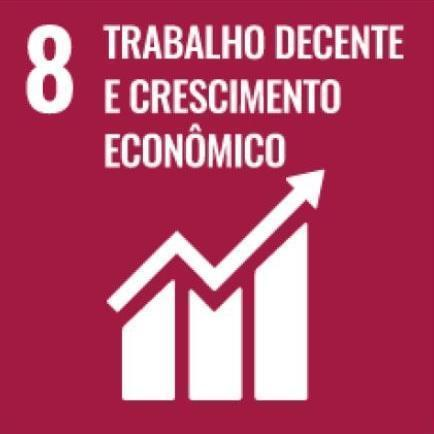 8 TRABALHO DECENTE
E CRESCIMENTO
ECONÔMICO